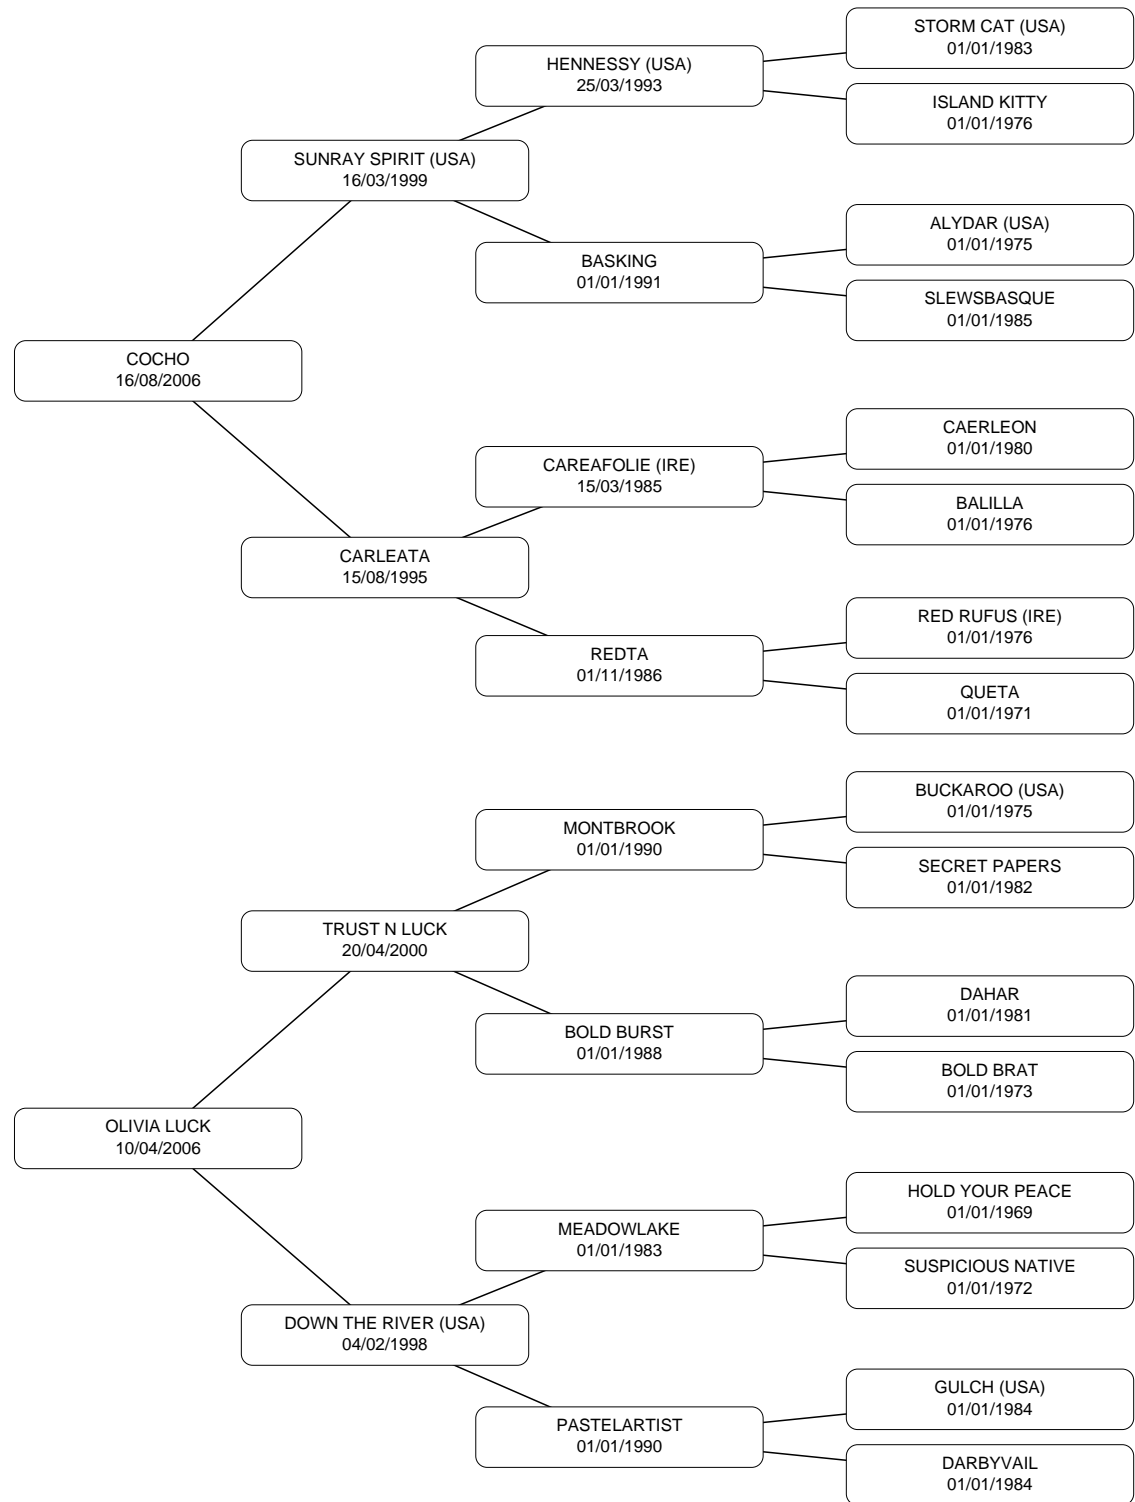 STORM CAT (USA)
01/01/1983
HENNESSY (USA)
25/03/1993
ISLAND KITTY
01/01/1976
SUNRAY SPIRIT (USA)
16/03/1999
ALYDAR (USA)
01/01/1975
BASKING
01/01/1991
SLEWSBASQUE
01/01/1985
COCHO
16/08/2006
CAERLEON
01/01/1980
CAREAFOLIE (IRE)
15/03/1985
BALILLA
01/01/1976
CARLEATA
15/08/1995
RED RUFUS (IRE)
01/01/1976
REDTA
01/11/1986
QUETA
01/01/1971
BUCKAROO (USA)
01/01/1975
MONTBROOK
01/01/1990
SECRET PAPERS
01/01/1982
TRUST N LUCK
20/04/2000
DAHAR
01/01/1981
BOLD BURST
01/01/1988
BOLD BRAT
01/01/1973
OLIVIA LUCK
10/04/2006
HOLD YOUR PEACE
01/01/1969
MEADOWLAKE
01/01/1983
SUSPICIOUS NATIVE
01/01/1972
DOWN THE RIVER (USA)
04/02/1998
GULCH (USA)
01/01/1984
PASTELARTIST
01/01/1990
DARBYVAIL
01/01/1984